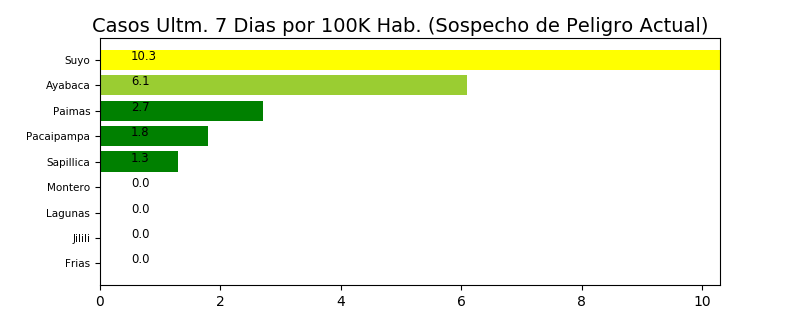 Casos Ultm. 7 Dias por 100K Hab. (Sospecho de Peligro Actual)
Suyo 10.3
Ayabaca 6.1
Paimas 2.7
Pacaipampa 1.8
Sapillica 1.3
Montero 0.0
Lagunas 0.0
Jilili 0.0
Frias 0.0
0 2 4 6 8 10